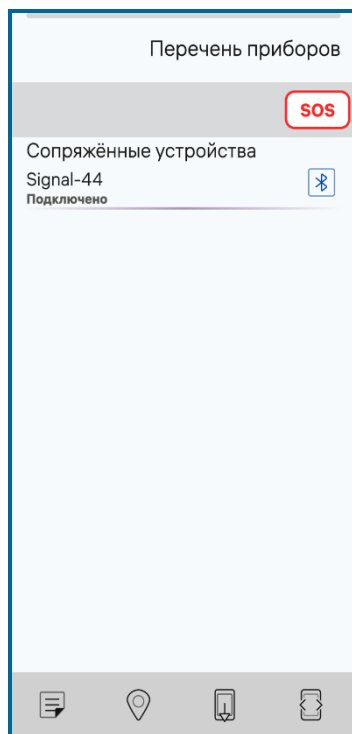 Перечень приборов
SOS
Сопряжённые устройства
Signal-44
Подключено